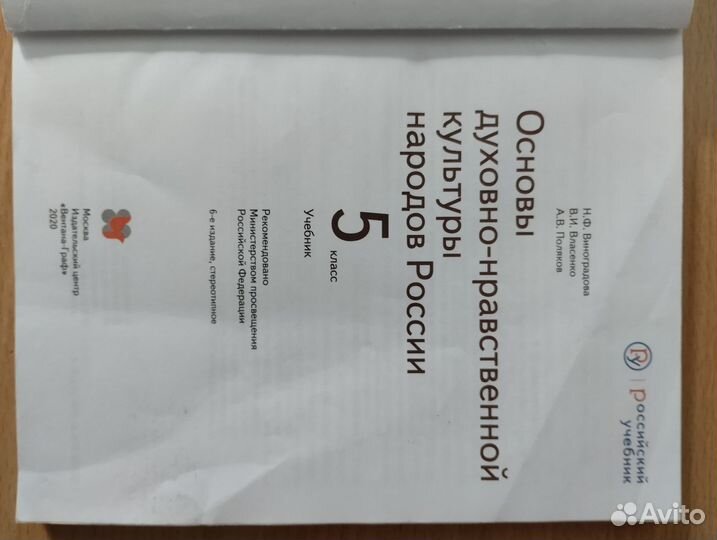 Ру | Российский
учебник
Н.Ф. Виноградова
В.И. Власенко
А.В. Поляков
Основы
духовно-нравственной
культуры
народов России
5 класс
Учебник
Рекомендовано
Министерством просвещения
Российской Федерации
6-е издание, стереотипное
Москва
Издательский центр
«Вентана-Граф»
2020
Avito